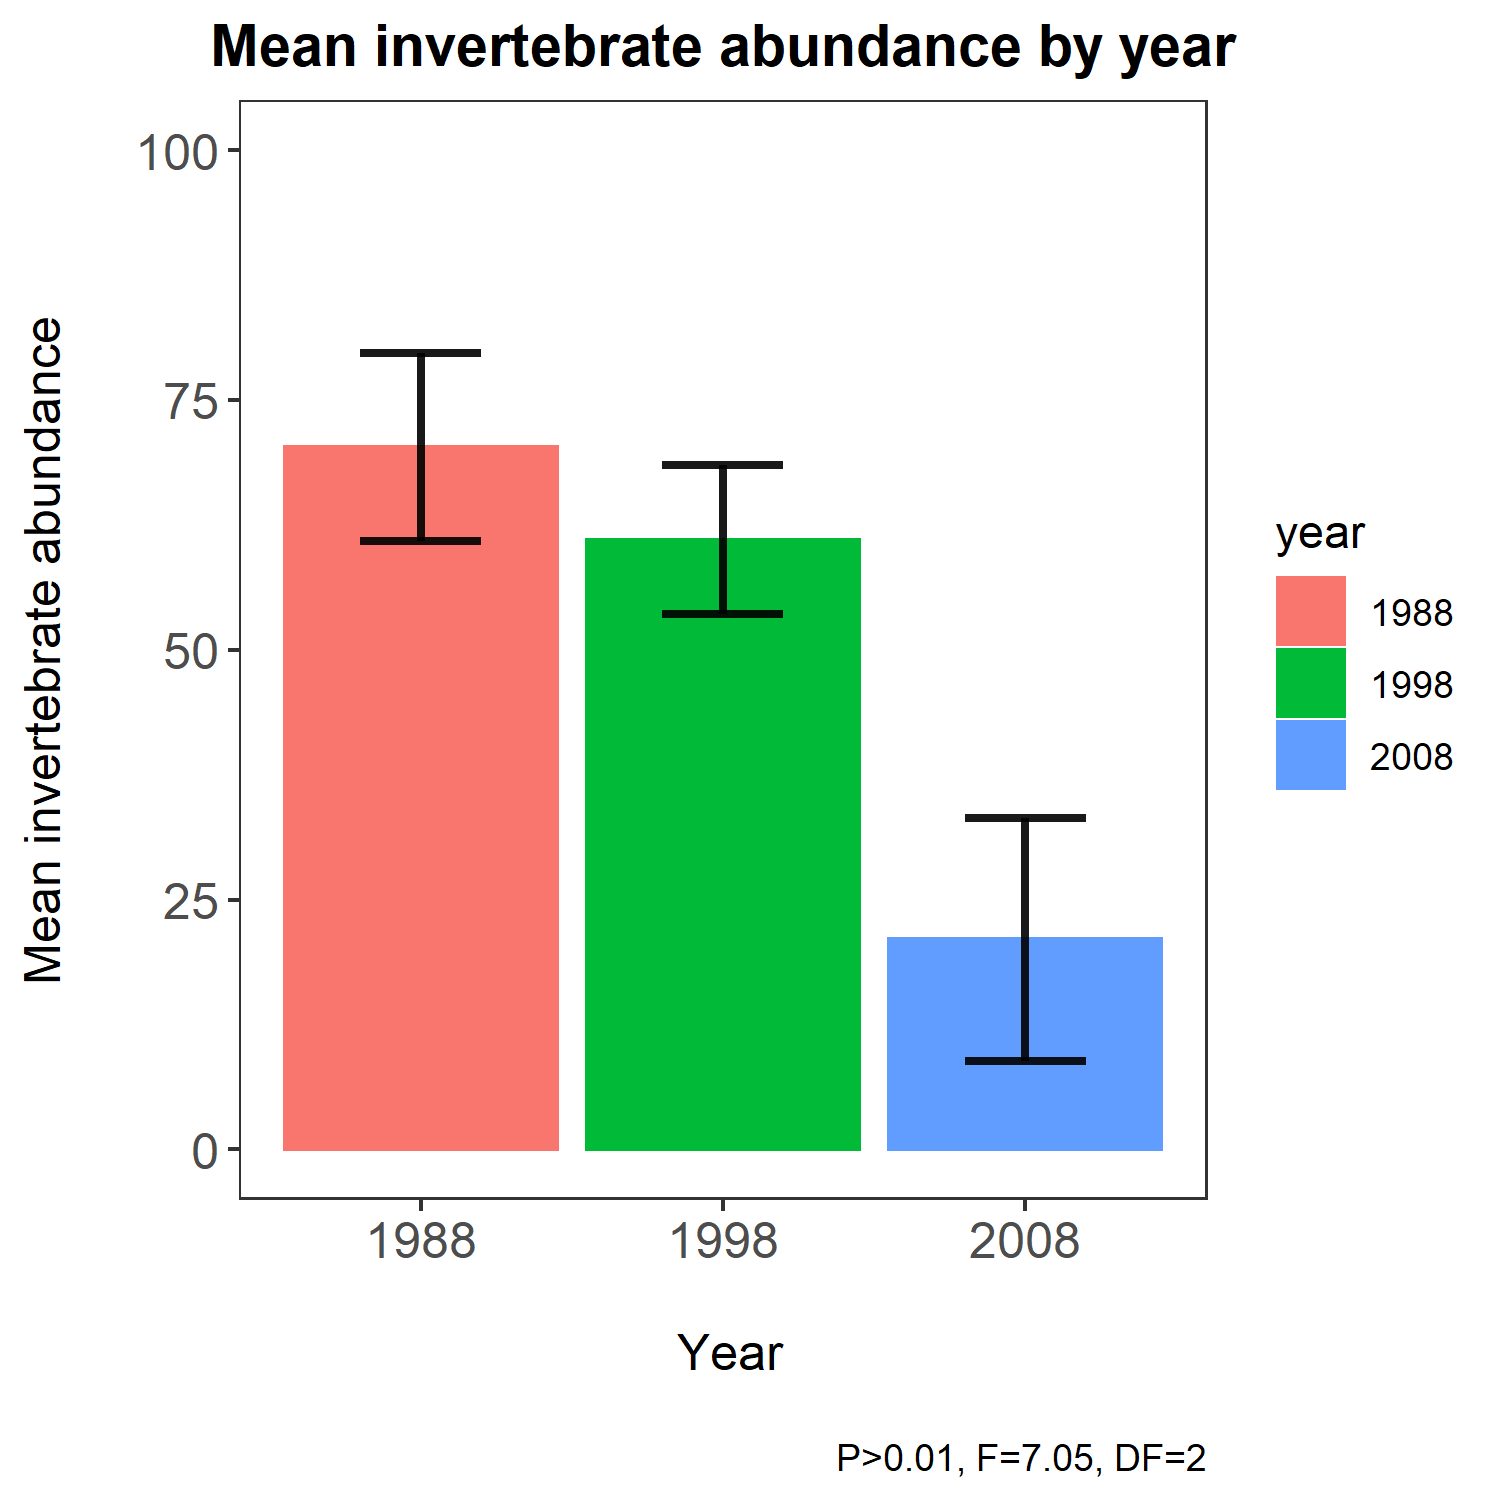 Mean invertebrate abundance by year
Mean invertebrate abundance
100
75
50
25
0
1988
1998
2008
Year
year
1988
1998
2008
P>0.01, F=7.05, DF=2